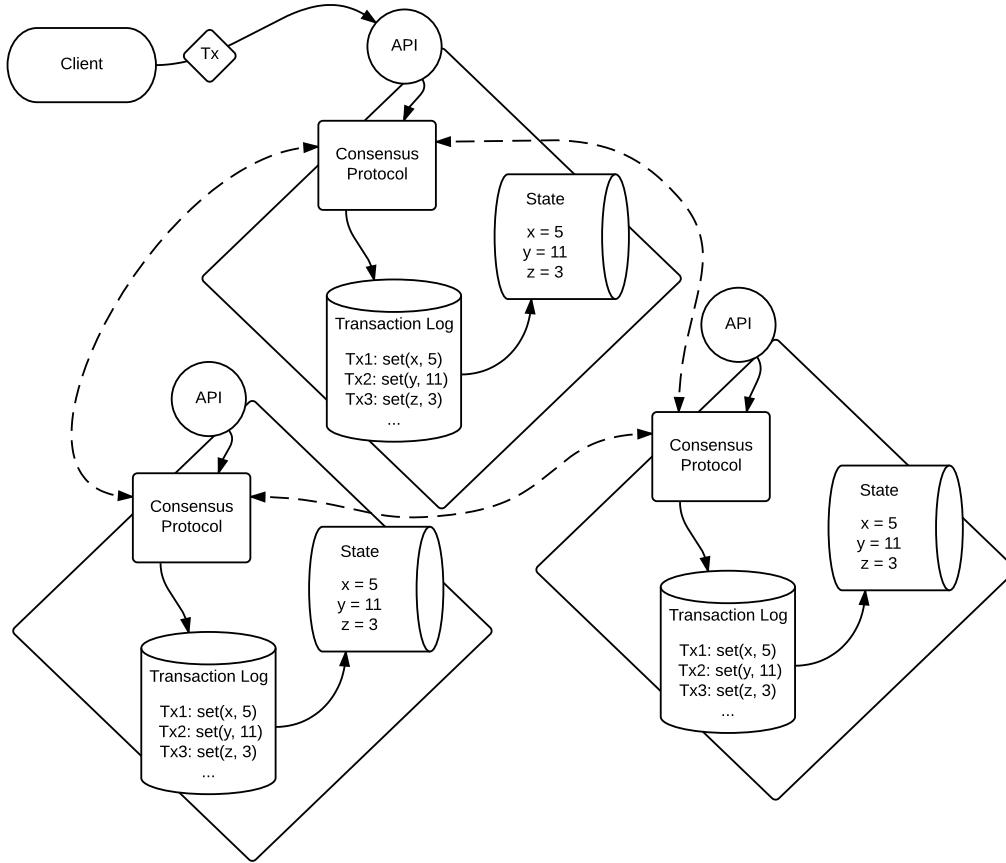 Client
Tx
API
Consensus
Protocol
State
x = 5
y = 11
z = 3
Transaction Log
Tx1: set(x, 5)
Tx2: set(y, 11)
Tx3: set(z, 3)
...
API
Consensus
Protocol
State
x = 5
y = 11
z = 3
Transaction Log
Tx1: set(x, 5)
Tx2: set(y, 11)
Tx3: set(z, 3)
...
API
Consensus
Protocol
State
x = 5
y = 11
z = 3
Transaction Log
Tx1: set(x, 5)
Tx2: set(y, 11)
Tx3: set(z, 3)
...